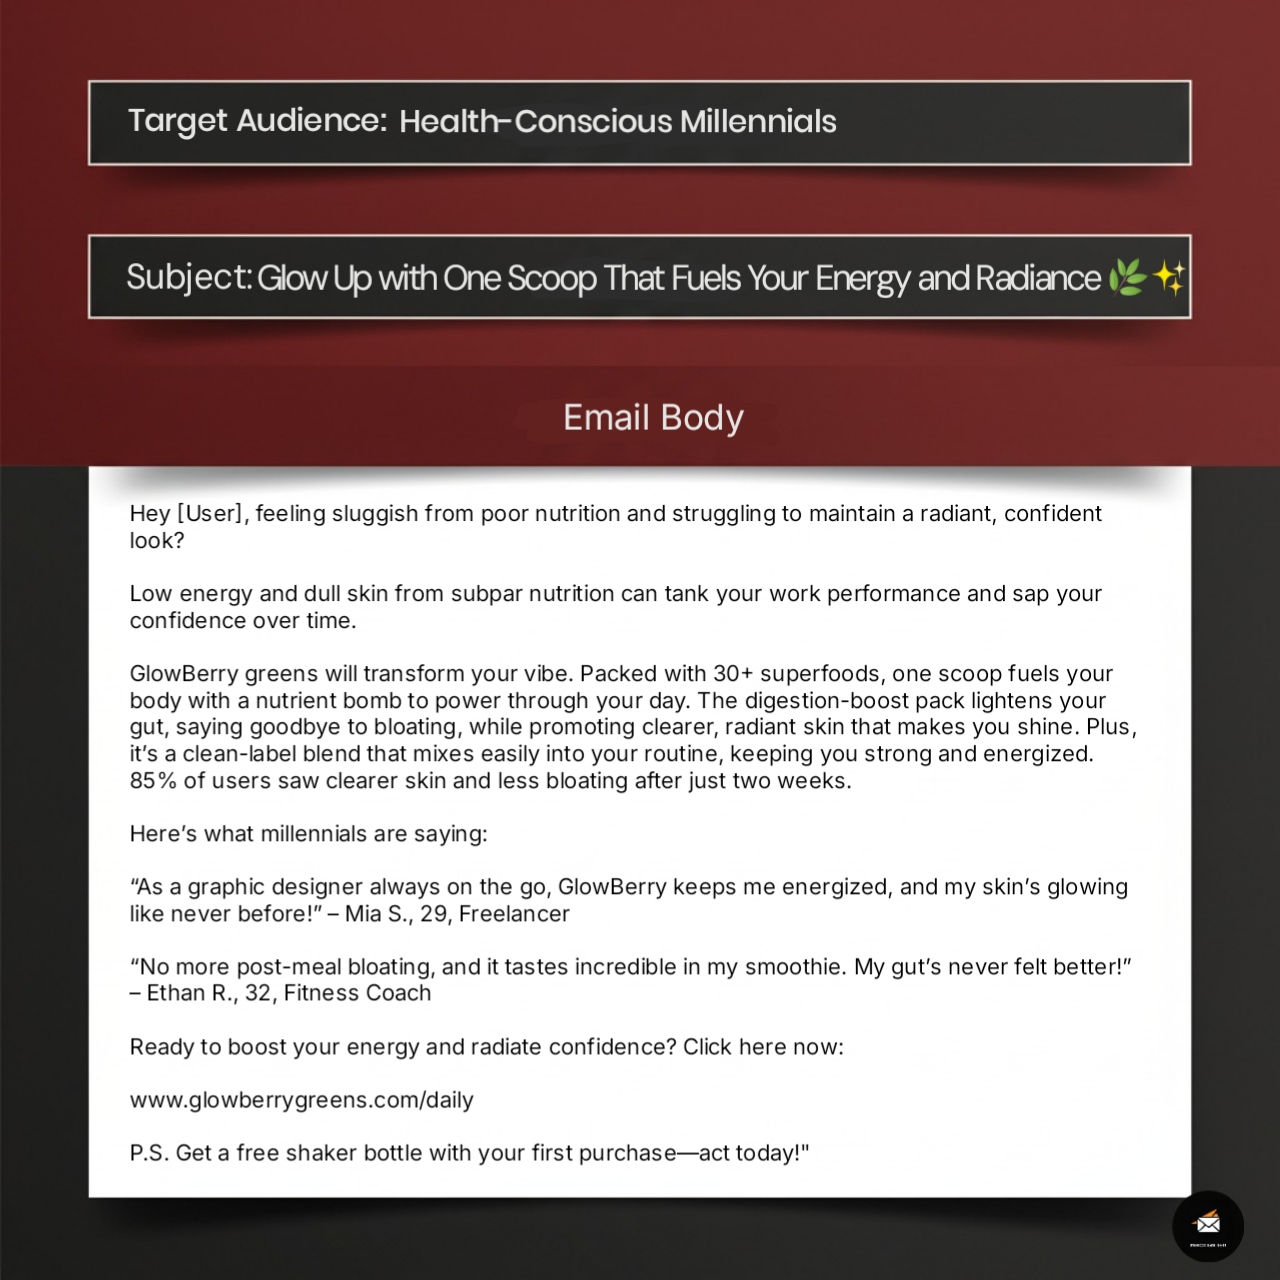 Target Audience: Health-Conscious Millennials
Subject: Glow Up with One Scoop That Fuels Your Energy and Radiance 🌿✨
Email Body
Hey [User], feeling sluggish from poor nutrition and struggling to maintain a radiant, confident
look?
Low energy and dull skin from subpar nutrition can tank your work performance and sap your
confidence over time.
GlowBerry greens will transform your vibe. Packed with 30+ superfoods, one scoop fuels your
body with a nutrient bomb to power through your day. The digestion-boost pack lightens your
gut, saying goodbye to bloating, while promoting clearer, radiant skin that makes you shine. Plus,
it’s a clean-label blend that mixes easily into your routine, keeping you strong and energized.
85% of users saw clearer skin and less bloating after just two weeks.
Here’s what millennials are saying:
“As a graphic designer always on the go, GlowBerry keeps me energized, and my skin’s glowing
like never before!” – Mia S., 29, Freelancer
“No more post-meal bloating, and it tastes incredible in my smoothie. My gut’s never felt better!”
– Ethan R., 32, Fitness Coach
Ready to boost your energy and radiate confidence? Click here now:
www.glowberrygreens.com/daily
P.S. Get a free shaker bottle with your first purchase—act today!"